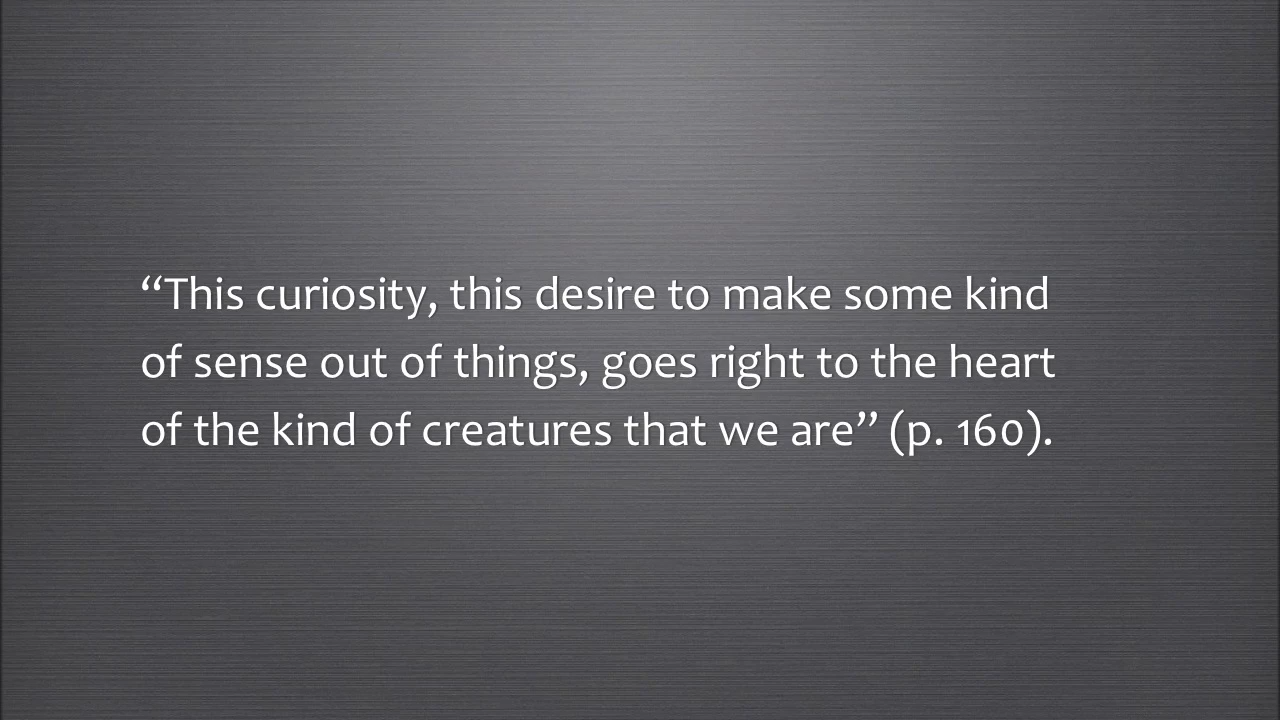 “This curiosity, this desire to make some kind
of sense out of things, goes right to the heart
of the kind of creatures that we are” (p. 160).